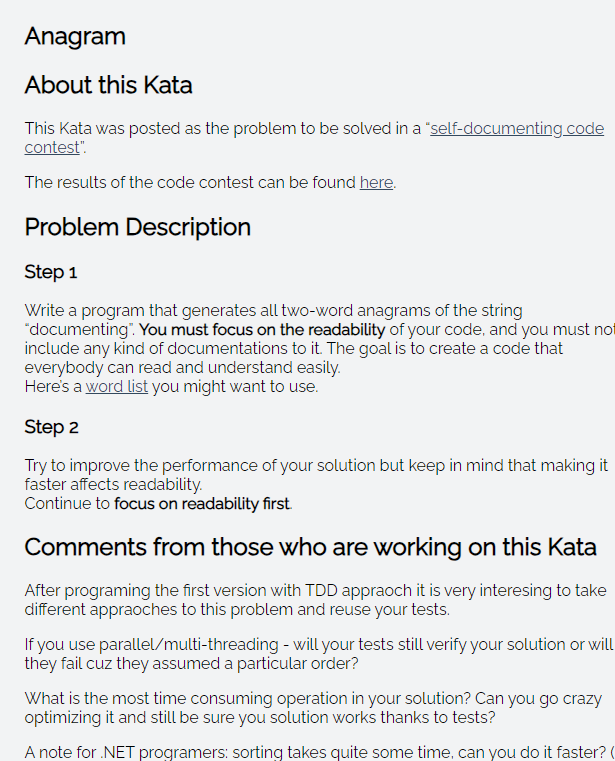 Anagram
About this Kata
This Kata was posted as the problem to be solved in a “self-documenting code
contest”.
The results of the code contest can be found here.
Problem Description
Step 1
Write a program that generates all two-word anagrams of the string
“documenting”. You must focus on the readability of your code, and you must not
include any kind of documentations to it. The goal is to create a code that
everybody can read and understand easily.
Here’s a word list you might want to use.
Step 2
Try to improve the performance of your solution but keep in mind that making it
faster affects readability.
Continue to focus on readability first.
Comments from those who are working on this Kata
After programing the first version with TDD appraoch it is very interesing to take
different appraoches to this problem and reuse your tests.
If you use parallel/multi-threading - will your tests still verify your solution or will
they fail cuz they assumed a particular order?
What is the most time consuming operation in your solution? Can you go crazy
optimizing it and still be sure you solution works thanks to tests?
A note for .NET programers: sorting takes quite some time, can you do it faster? (